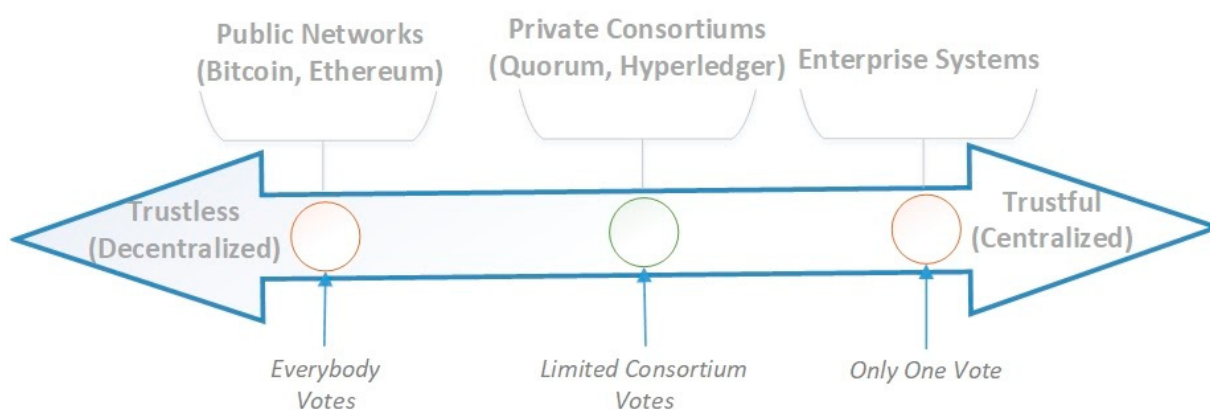 Public Networks
(Bitcoin, Ethereum)
Private Consortiums
(Quorum, Hyperledger)
Enterprise Systems
Trustless
(Decentralized)
Trustful
(Centralized)
Everybody
Votes
Limited Consortium
Votes
Only One Vote